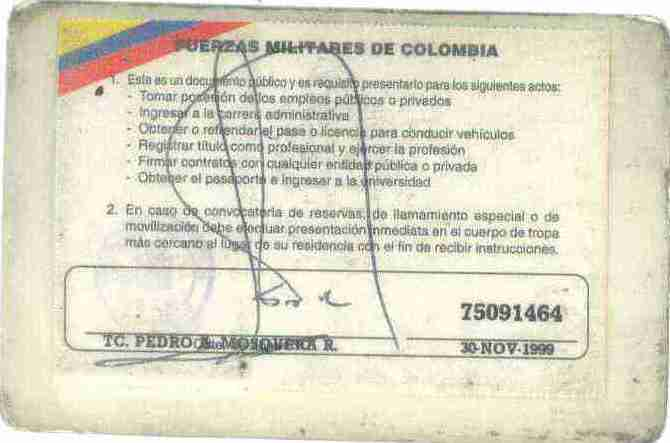 FUERZAS MILITARES DE COLOMBIA
1. Este es un documento público y es requisito presentarlo para los siguientes actos:
- Tomar posesión de los empleos públicos o privados
- Ingresar a la carrera administrativa
- Obtener o refrendar el pase o licencia para conducir vehículos
- Registrar título como profesional y ejercer la profesión
- Firmar contratos con cualquier entidad pública o privada
- Obtener el pasaporte e ingresar a la universidad
2. En caso de convocatoria de reservas, de llamamiento especial o de
movilización debe efectuar presentación inmediata en el cuerpo de tropa
más cercano al lugar de su residencia con el fin de recibir instrucciones.
75091464
TC. PEDRO MOSQUERA R.
30-NOV-1999